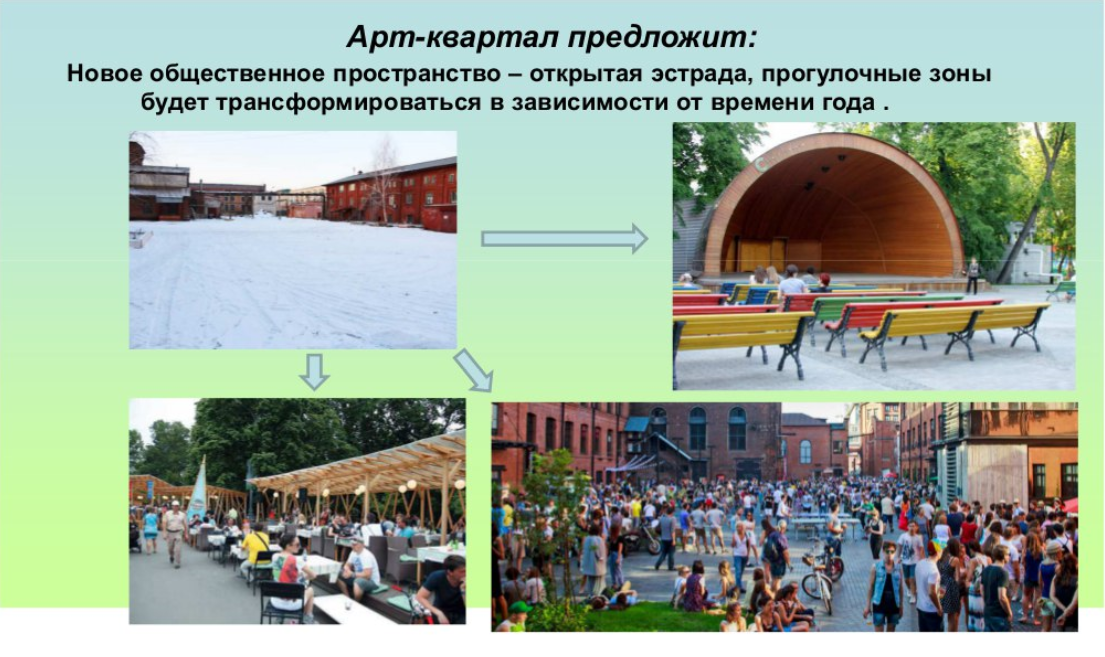 Арт-квартал предложит:
Новое общественное пространство – открытая эстрада, прогулочные зоны
будет трансформироваться в зависимости от времени года .